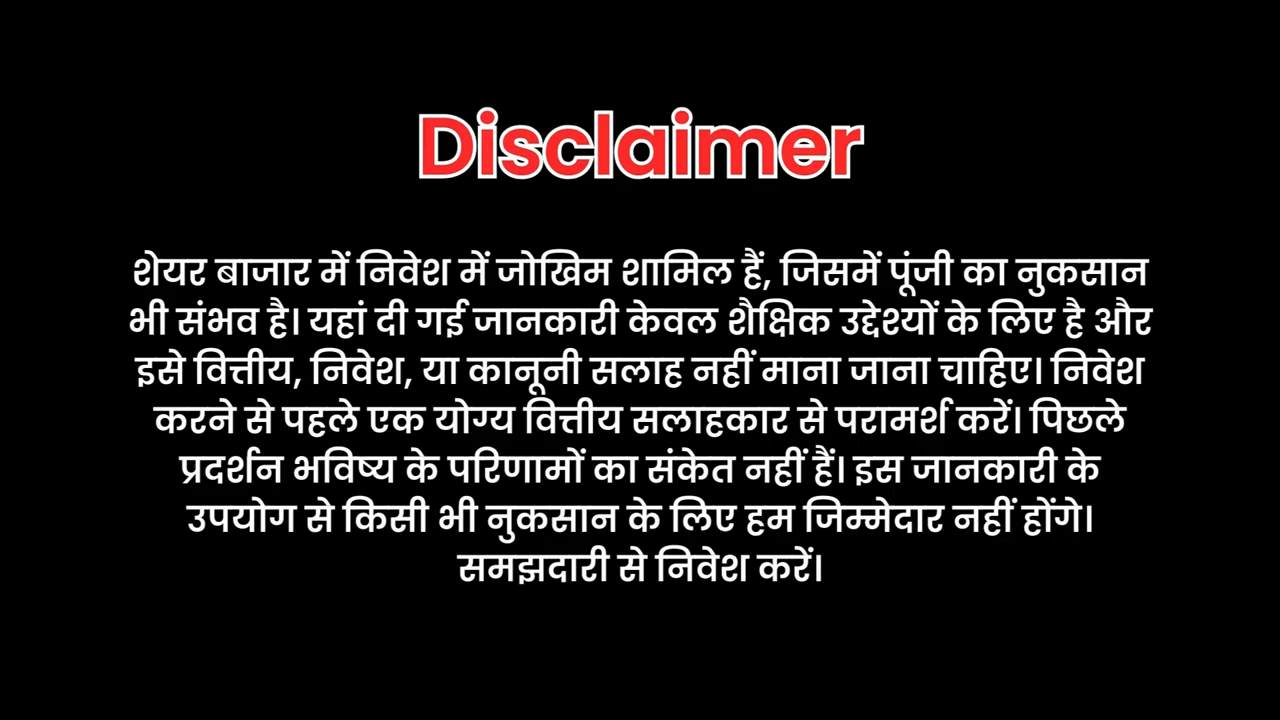 Disclaimer
शेयर बाजार में निवेश में जोखिम शामिल हैं, जिसमें पूंजी का नुकसान
भी संभव है। यहां दी गई जानकारी केवल शैक्षिक उद्देश्यों के लिए है और
इसे वित्तीय, निवेश, या कानूनी सलाह नहीं माना जाना चाहिए। निवेश
करने से पहले एक योग्य वित्तीय सलाहकार से परामर्श करें। पिछले
प्रदर्शन भविष्य के परिणामों का संकेत नहीं हैं। इस जानकारी के
उपयोग से किसी भी नुकसान के लिए हम जिम्मेदार नहीं होंगे।
समझदारी से निवेश करें।